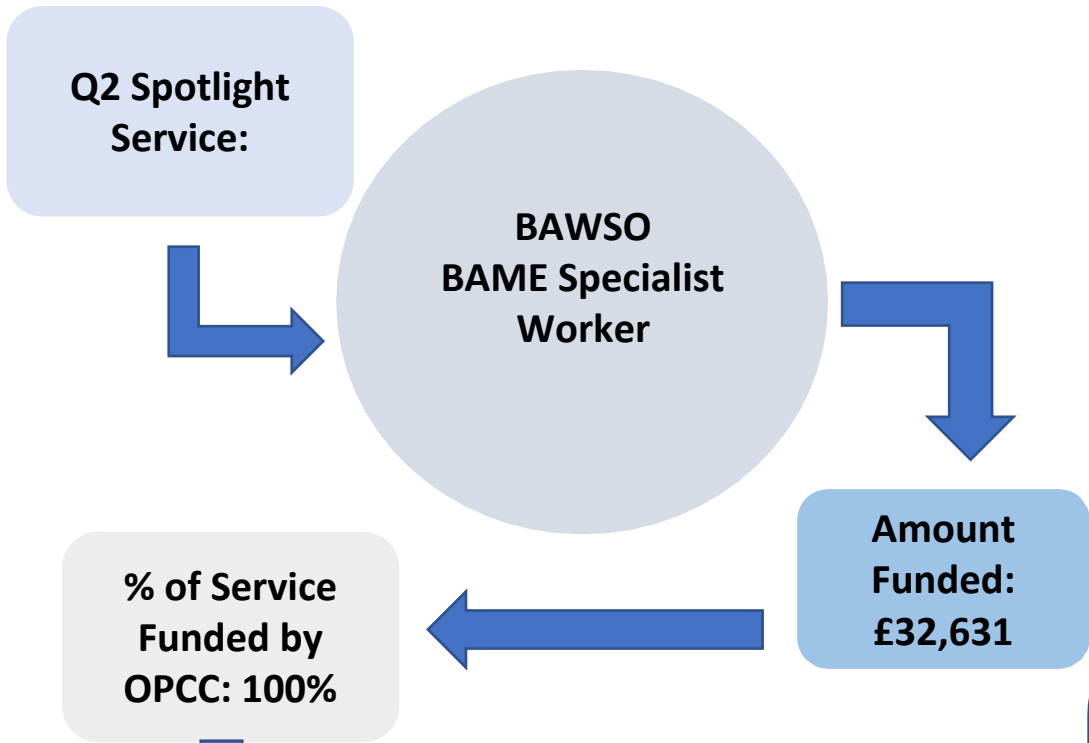 Q2 Spotlight
Service:
BAWSO
BAME Specialist
Worker
Amount
Funded:
£32,631
% of Service
Funded by
OPCC: 100%